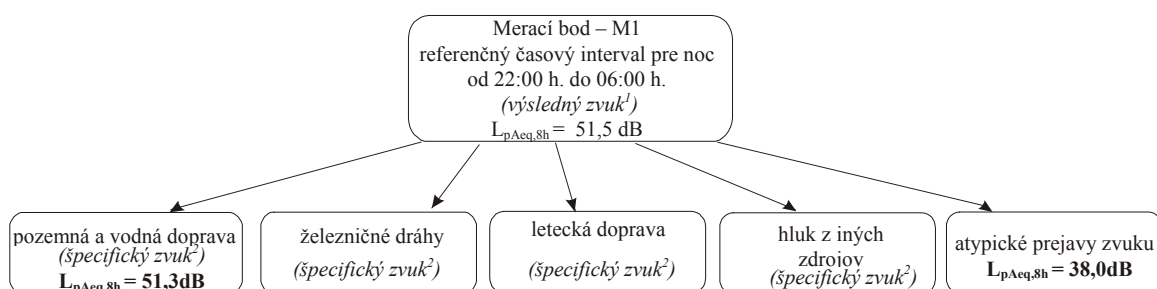 Merací bod – M1
referenčný časový interval pre noc
od 22:00 h. do 06:00 h.
(výsledný zvuk1)
LpAeq,8h = 51,5 dB
pozemná a vodná doprava
(špecifický zvuk2)
LpAeq,8h = 51,3dB
železničné dráhy
(špecifický zvuk2)
letecká doprava
(špecifický zvuk2)
hluk z iných
zdrojov
(špecifický zvuk2)
atypické prejavy zvuku
LpAeq,8h = 38,0dB